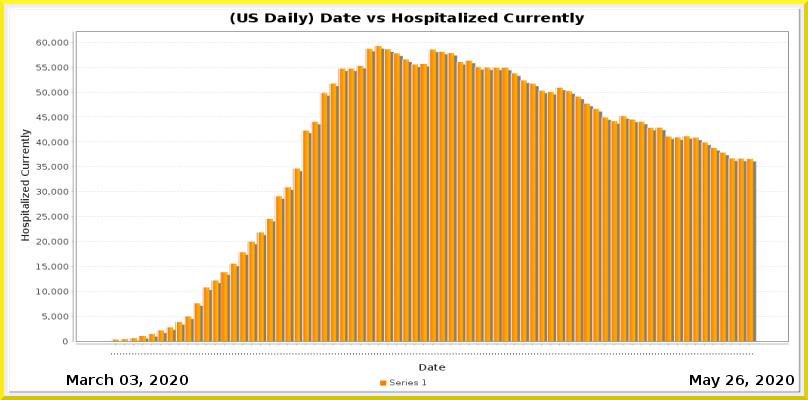 (US Daily) Date vs Hospitalized Currently
60,000
55,000
50,000
45,000
40,000
35,000
30,000
25,000
20,000
15,000
10,000
5,000
0
Hospitalized Currently
Date
March 03, 2020
Series 1
May 26, 2020